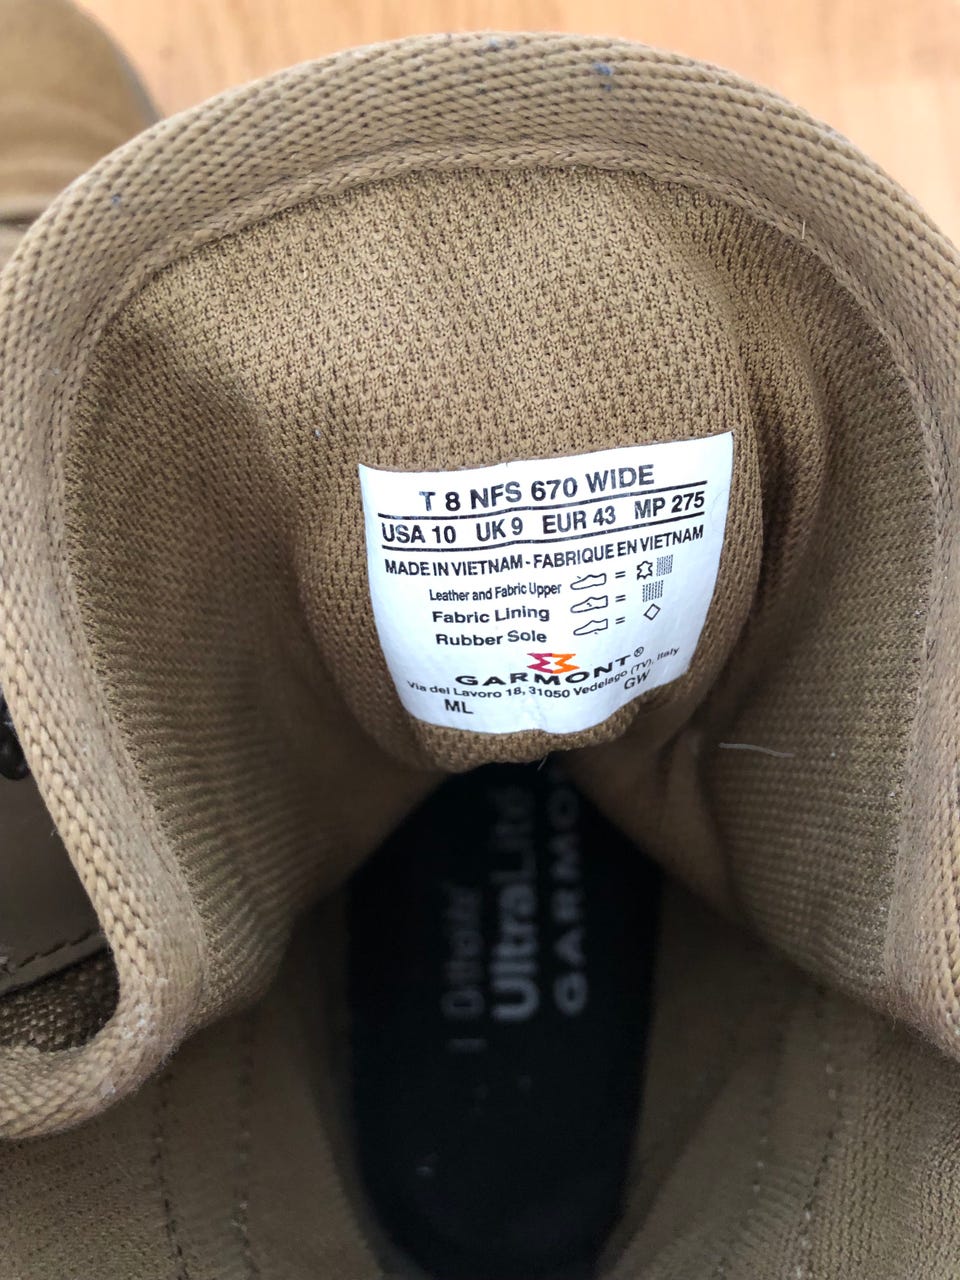 T 8 NFS 670 WIDE
USA 10 UK 9 EUR 43 MP 275
MADE IN VIETNAM - FABRIQUE EN VIETNAM
Leather and Fabric Upper =
Fabric Lining =
Rubber Sole =
GARMONT®
Via del Lavoro 18, 31050 Vedelago (TV), Italy
ML GW
Ortholite
UltraLite
GARMONT